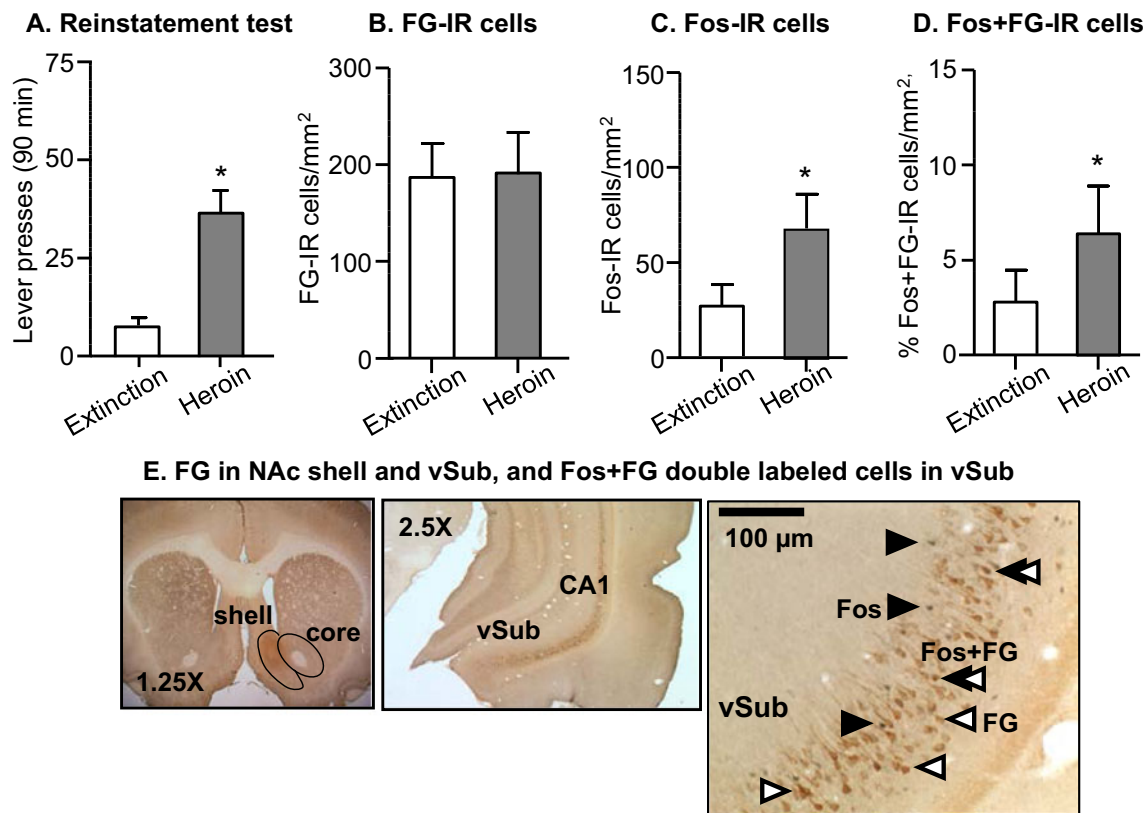 A. Reinstatement test
Lever presses (90 min)
75
50
25
0
*
Extinction
Heroin
B. FG-IR cells
FG-IR cells/mm²
300
200
100
0
Extinction
Heroin
C. Fos-IR cells
Fos-IR cells/mm²
150
100
50
0
*
Extinction
Heroin
D. Fos+FG-IR cells
% Fos+FG-IR cells/mm²,
15
10
5
0
*
Extinction
Heroin
E. FG in NAc shell and vSub, and Fos+FG double labeled cells in vSub
shell
core
1.25X
2.5X
CA1
vSub
100 µm
Fos
Fos+FG
vSub
FG